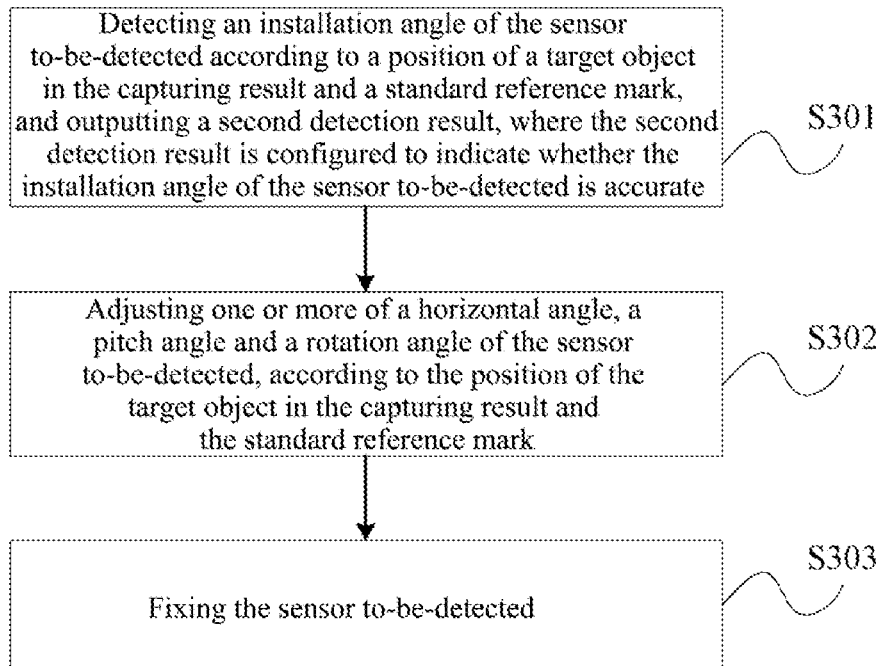 Detecting an installation angle of the sensor
to-be-detected according to a position of a target object
in the capturing result and a standard reference mark,
and outputting a second detection result, where the second
detection result is configured to indicate whether the
installation angle of the sensor to-be-detected is accurate
S301
Adjusting one or more of a horizontal angle, a
pitch angle and a rotation angle of the sensor
to-be-detected, according to the position of the
target object in the capturing result and
the standard reference mark
S302
Fixing the sensor to-be-detected
S303